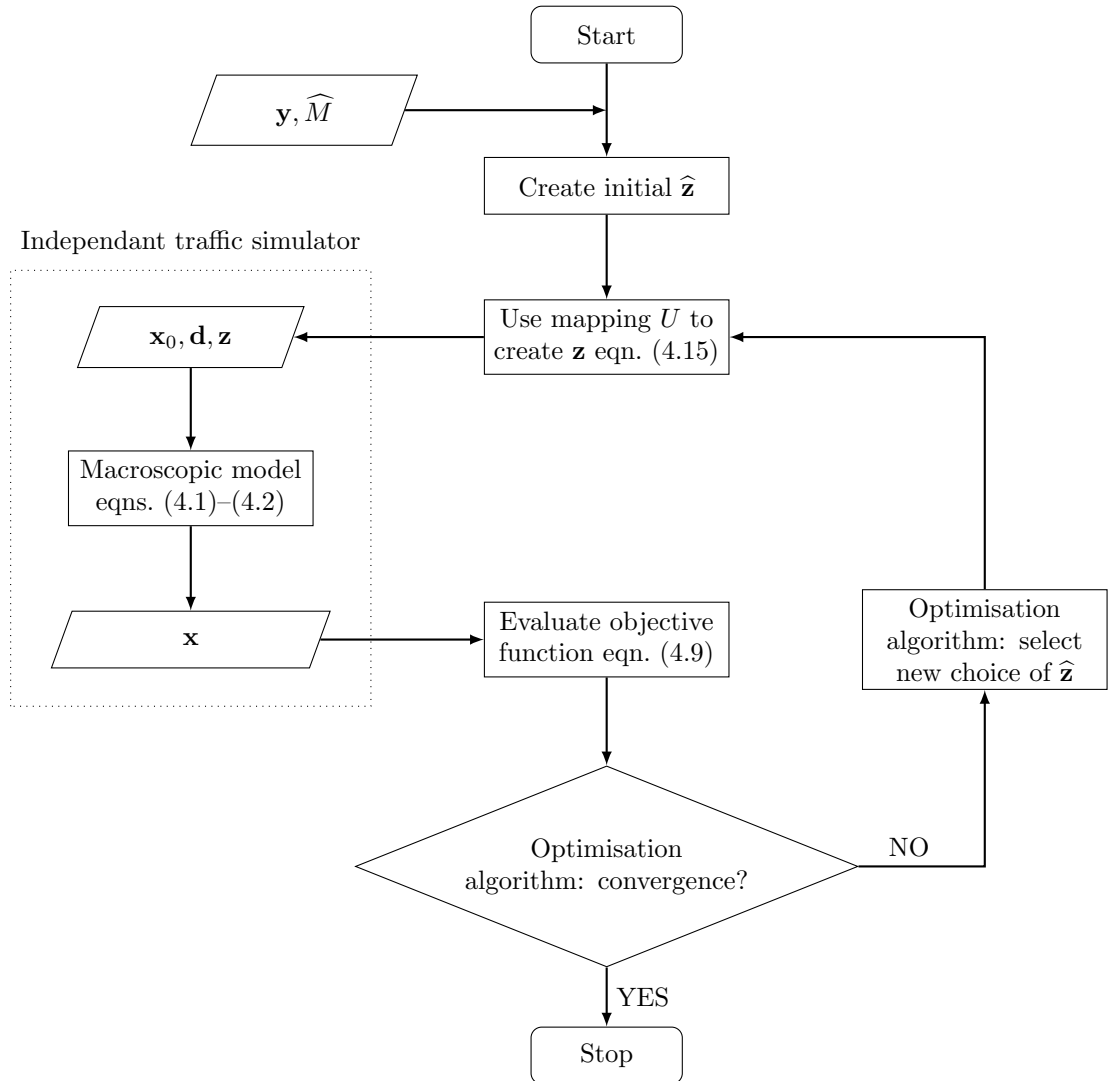 Start
𝐲, M̂
Create initial 𝐳̂
Independant traffic simulator
𝐱₀, 𝐝, 𝐳
Use mapping U to
create 𝐳 eqn. (4.15)
Macroscopic model
eqns. (4.1)–(4.2)
𝐱
Evaluate objective
function eqn. (4.9)
Optimisation
algorithm: select
new choice of 𝐳̂
Optimisation
algorithm: convergence?
NO
YES
Stop